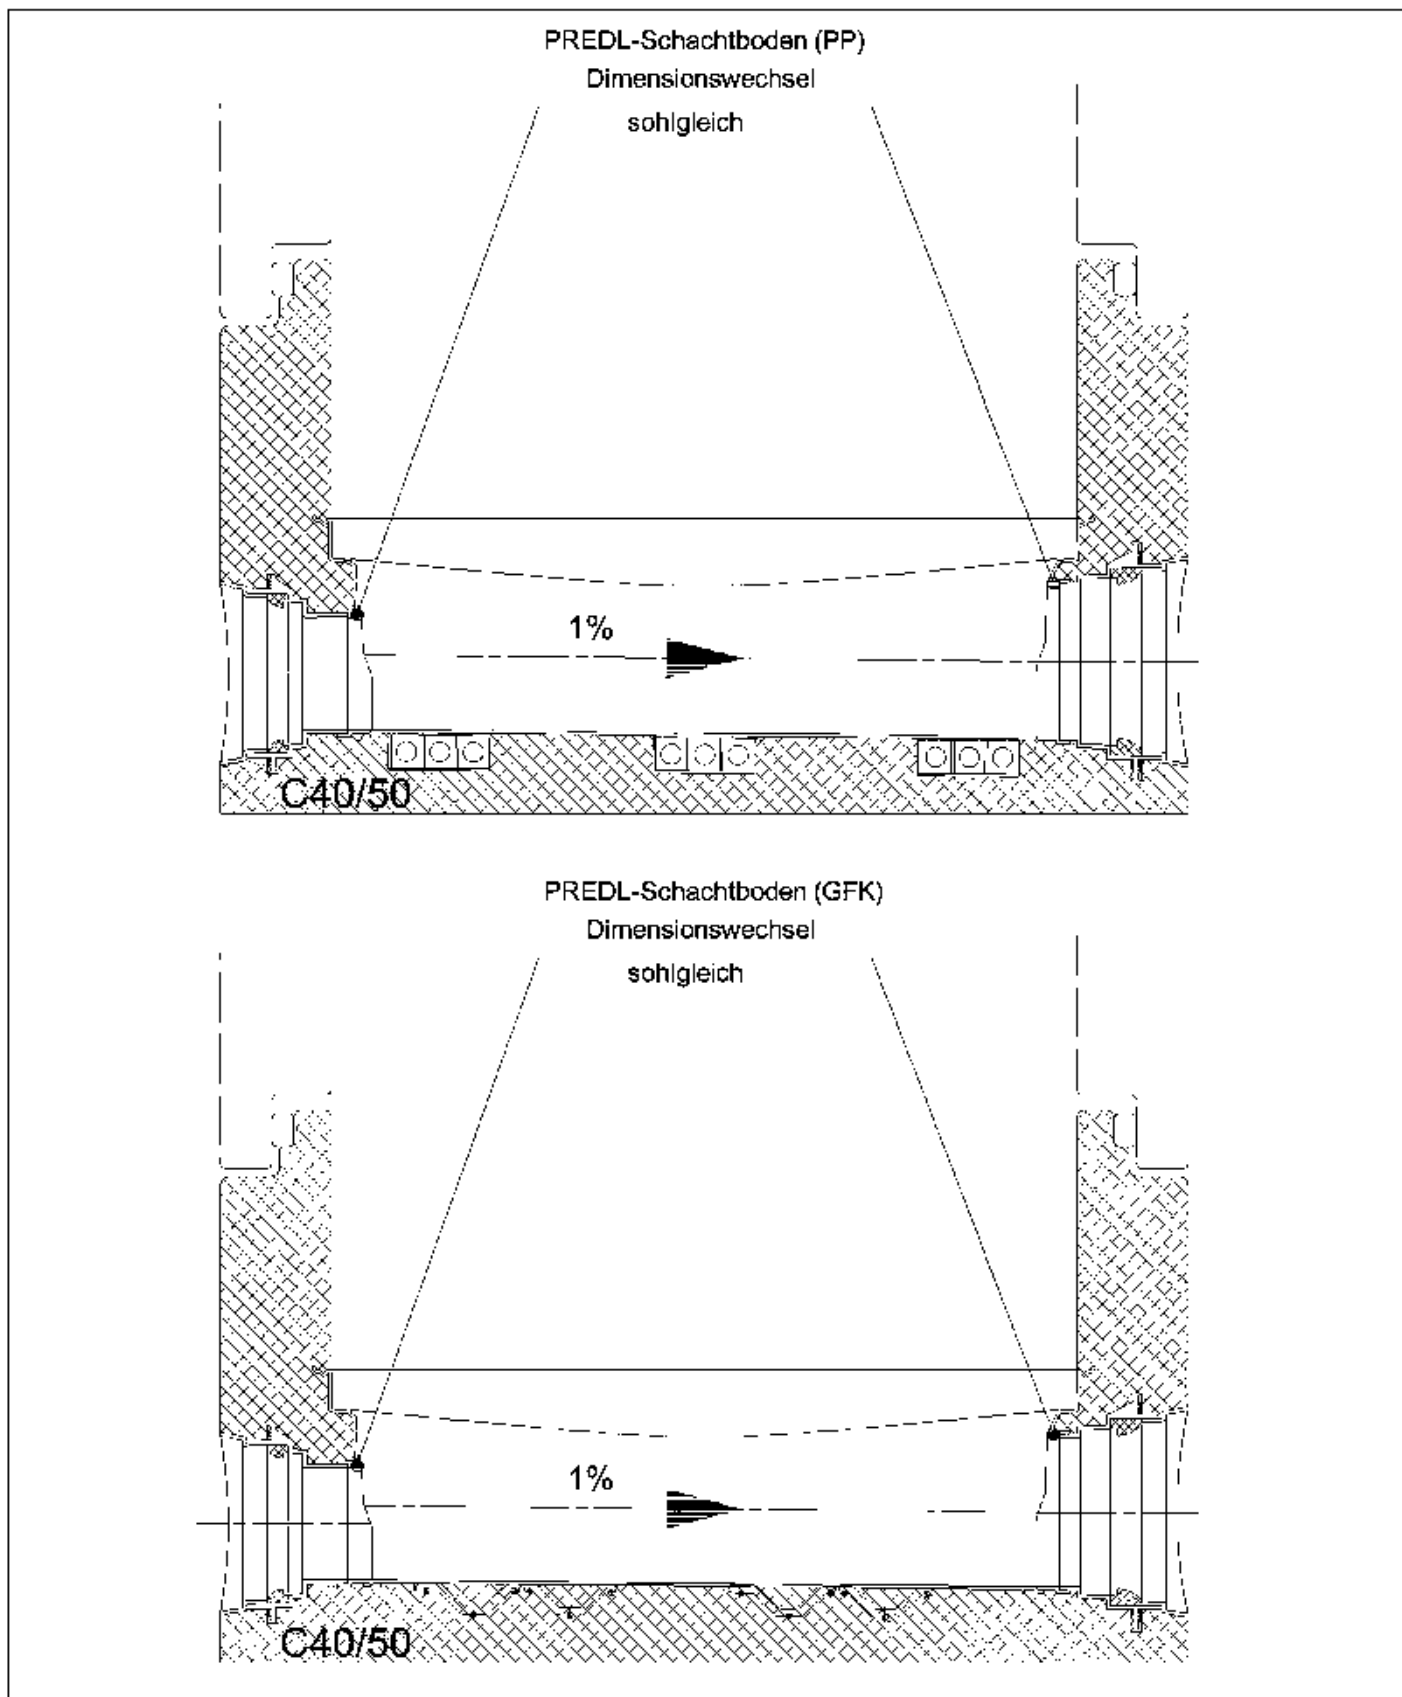 PREDL-Schachtboden (PP)
Dimensionswechsel
sohlgleich
1%
C40/50
PREDL-Schachtboden (GFK)
Dimensionswechsel
sohlgleich
1%
C40/50